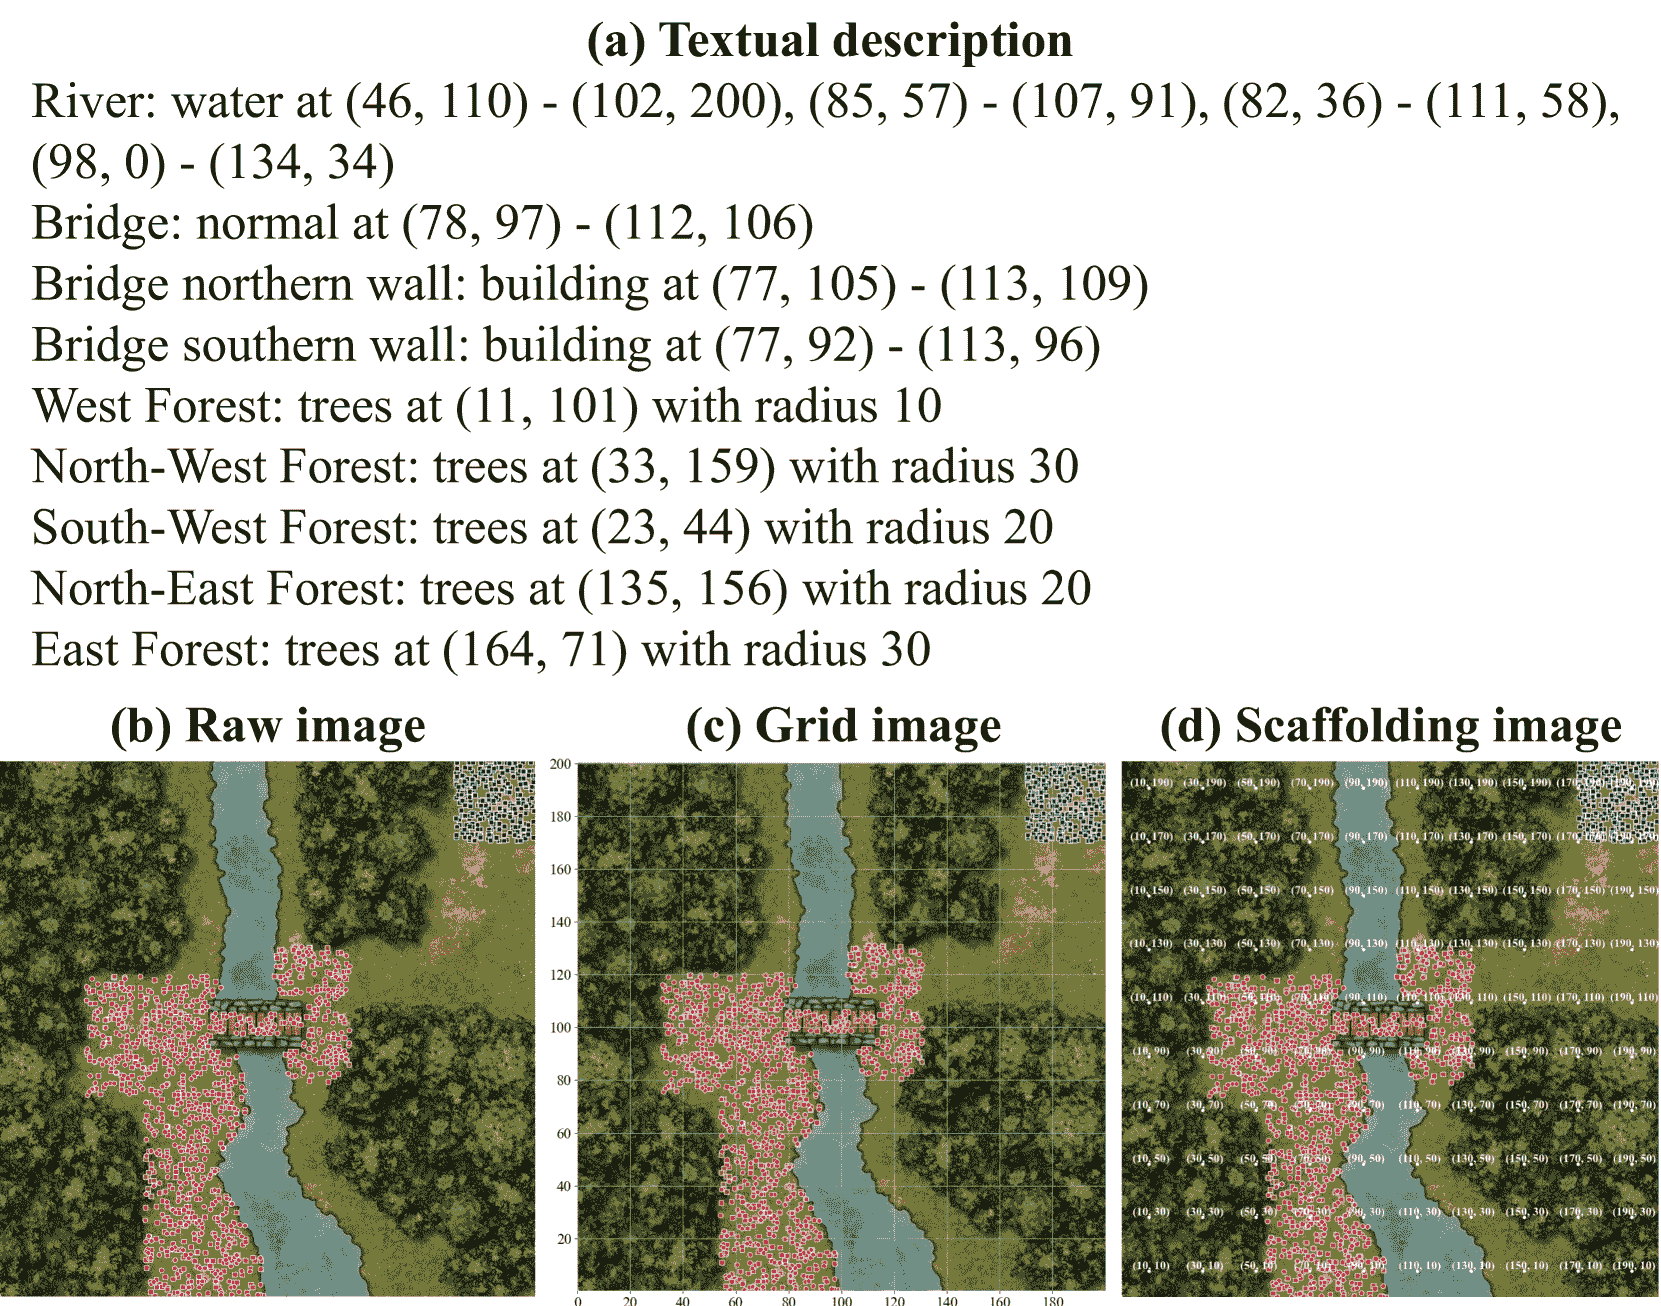 (a) Textual description
River: water at (46, 110) - (102, 200), (85, 57) - (107, 91), (82, 36) - (111, 58),
(98, 0) - (134, 34)
Bridge: normal at (78, 97) - (112, 106)
Bridge northern wall: building at (77, 105) - (113, 109)
Bridge southern wall: building at (77, 92) - (113, 96)
West Forest: trees at (11, 101) with radius 10
North-West Forest: trees at (33, 159) with radius 30
South-West Forest: trees at (23, 44) with radius 20
North-East Forest: trees at (135, 156) with radius 20
East Forest: trees at (164, 71) with radius 30
(b) Raw image
(c) Grid image
200
180
160
140
120
100
80
60
40
20
0 20 40 60 80 100 120 140 160 180
(d) Scaffolding image
(10, 190) (30, 190) (50, 190) (70, 190) (90, 190) (110, 190) (130, 190) (150, 190) (170, 190) (190, 190)
(10, 170) (30, 170) (50, 170) (70, 170) (90, 170) (110, 170) (130, 170) (150, 170) (170, 170) (190, 170)
(10, 150) (30, 150) (50, 150) (70, 150) (90, 150) (110, 150) (130, 150) (150, 150) (170, 150) (190, 150)
(10, 130) (30, 130) (50, 130) (70, 130) (90, 130) (110, 130) (130, 130) (150, 130) (170, 130) (190, 130)
(10, 110) (30, 110) (50, 110) (70, 110) (90, 110) (110, 110) (130, 110) (150, 110) (170, 110) (190, 110)
(10, 90) (30, 90) (50, 90) (70, 90) (90, 90) (110, 90) (130, 90) (150, 90) (170, 90) (190, 90)
(10, 70) (30, 70) (50, 70) (70, 70) (90, 70) (110, 70) (130, 70) (150, 70) (170, 70) (190, 70)
(10, 50) (30, 50) (50, 50) (70, 50) (90, 50) (110, 50) (130, 50) (150, 50) (170, 50) (190, 50)
(10, 30) (30, 30) (50, 30) (70, 30) (90, 30) (110, 30) (130, 30) (150, 30) (170, 30) (190, 30)
(10, 10) (30, 10) (50, 10) (70, 10) (90, 10) (110, 10) (130, 10) (150, 10) (170, 10) (190, 10)